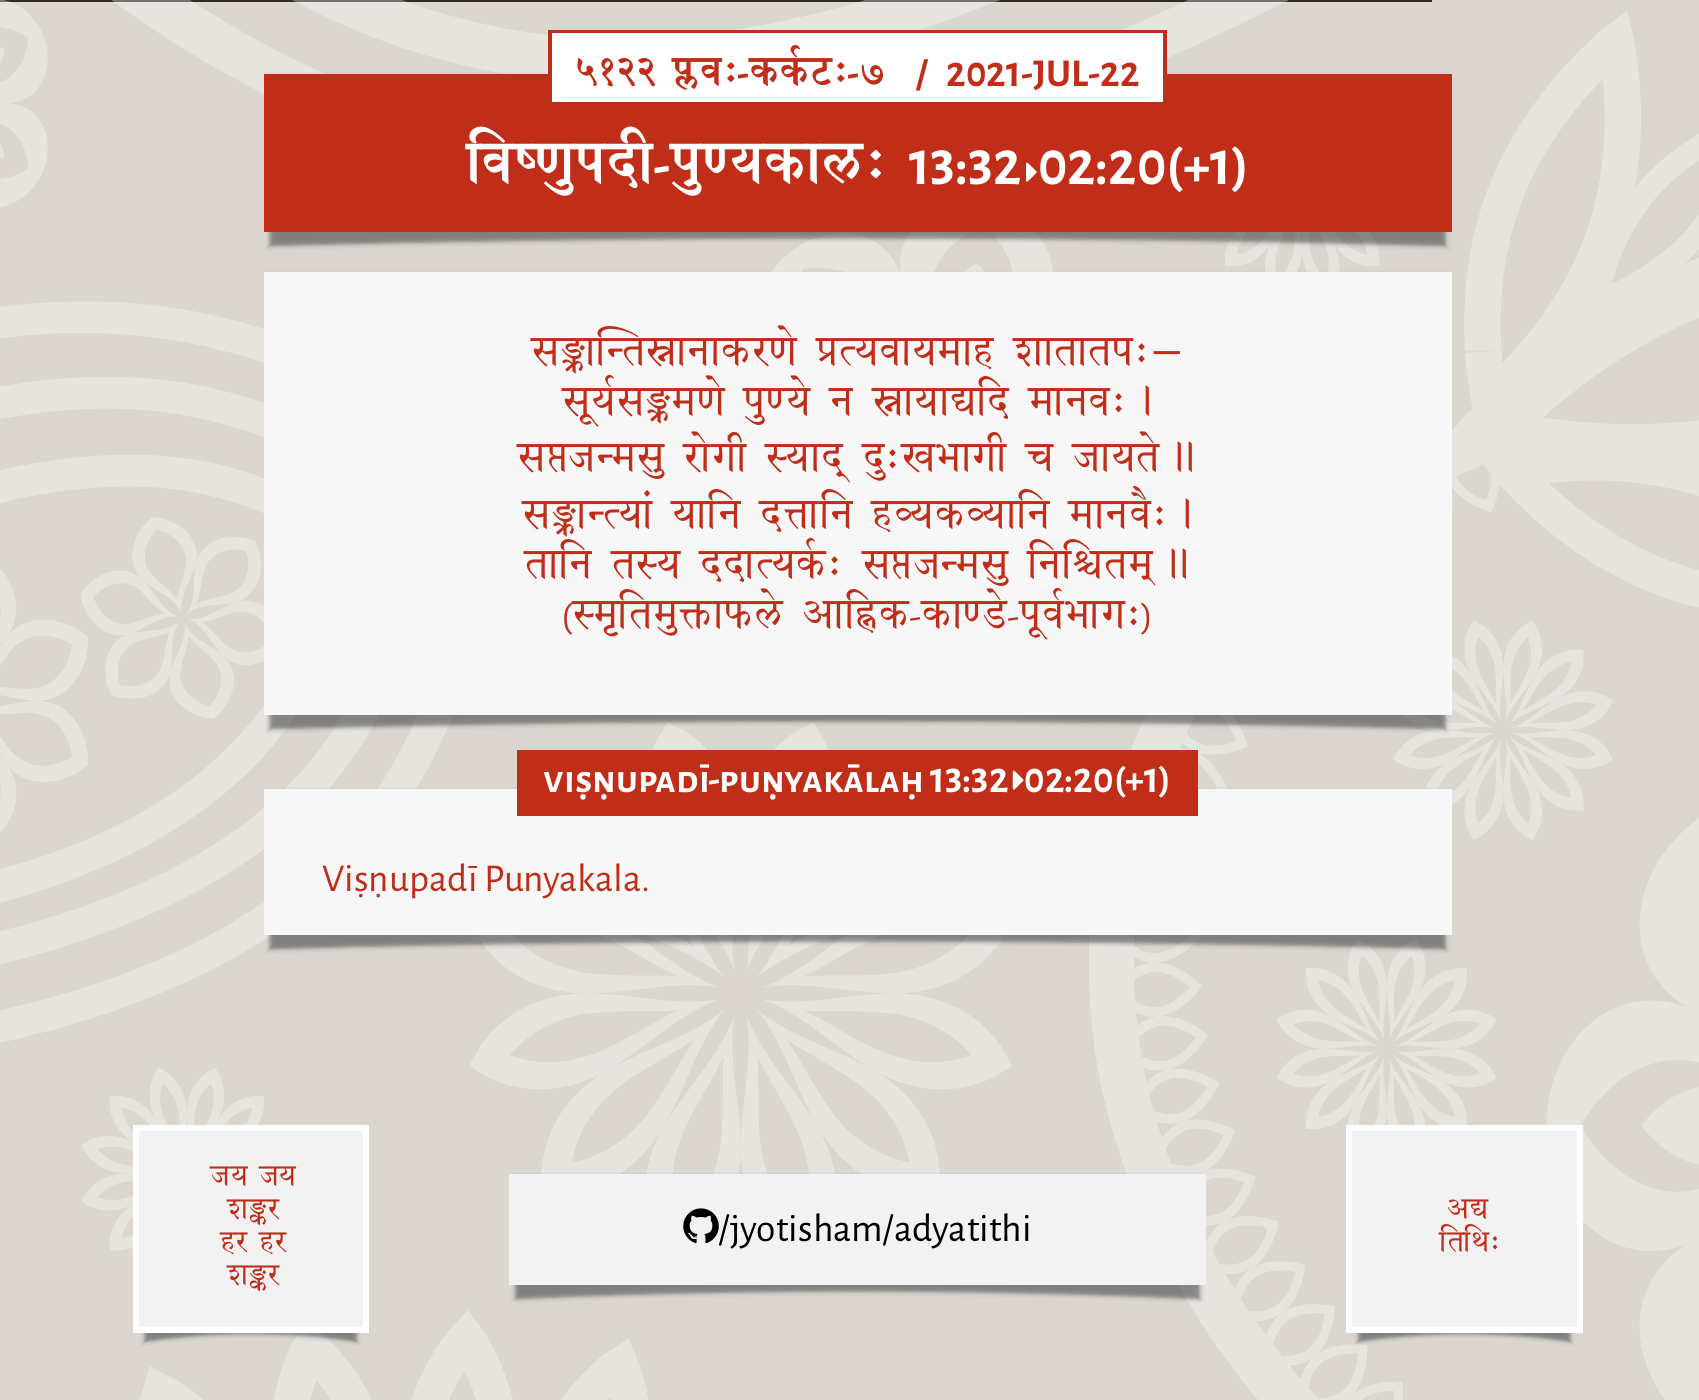 ५१२२ प्लवः-कर्कटः-७ / 2021-JUL-22
विष्णुपदी-पुण्यकालः 13:32▸02:20(+1)
सङ्क्रान्तिस्नानाकरणे प्रत्यवायमाह शातातपः—
सूर्यसङ्क्रमणे पुण्ये न स्नायाद्यदि मानवः ।
सप्तजन्मसु रोगी स्याद् दुःखभागी च जायते ॥
सङ्क्रान्त्यां यानि दत्तानि हव्यकव्यानि मानवैः ।
तानि तस्य ददात्यर्कः सप्तजन्मसु निश्चितम् ॥
(स्मृतिमुक्ताफले आह्निक-काण्डे-पूर्वभागः)
VIṢṆUPADĪ-PUṆYAKĀLAḤ 13:32▸02:20(+1)
Viṣṇupadī Punyakala.
जय जय
शङ्कर
हर हर
शङ्कर
/jyotisham/adyatithi
अद्य
तिथिः